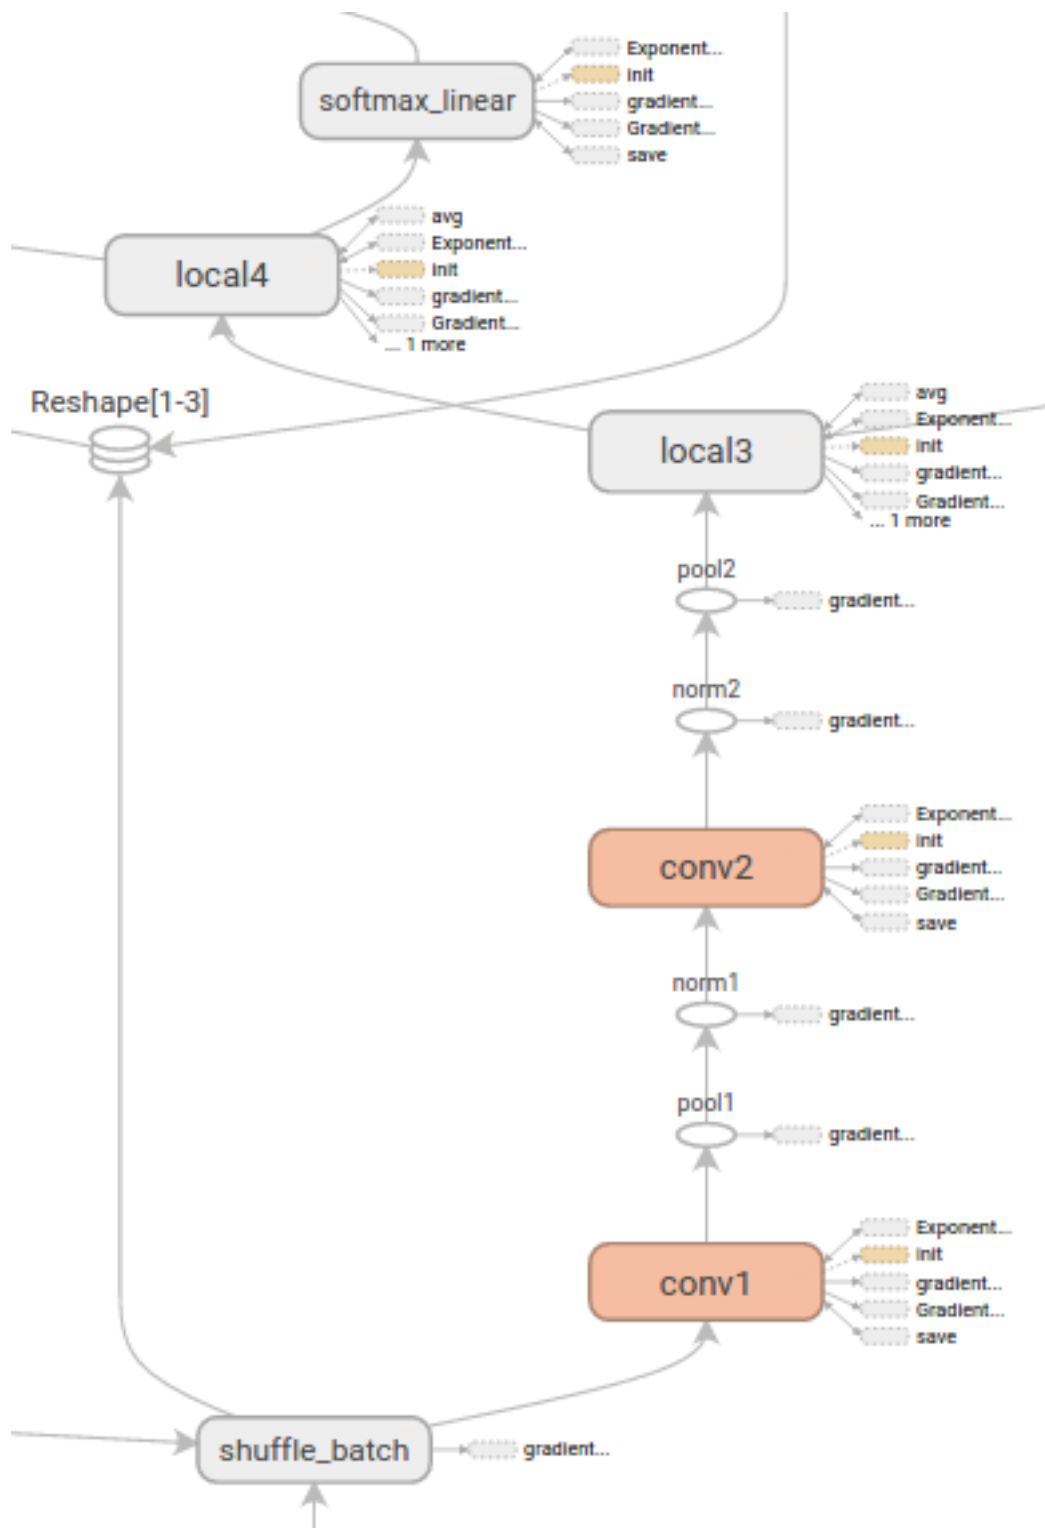 Exponent...
init
softmax_linear
gradient...
Gradient...
save
avg
Exponent...
init
local4
gradient...
Gradient...
... 1 more
Reshape[1-3]
avg
Exponent...
init
local3
gradient...
Gradient...
... 1 more
pool2
gradient...
norm2
gradient...
Exponent...
init
conv2
gradient...
Gradient...
save
norm1
gradient...
pool1
gradient...
Exponent...
init
conv1
gradient...
Gradient...
save
shuffle_batch
gradient...